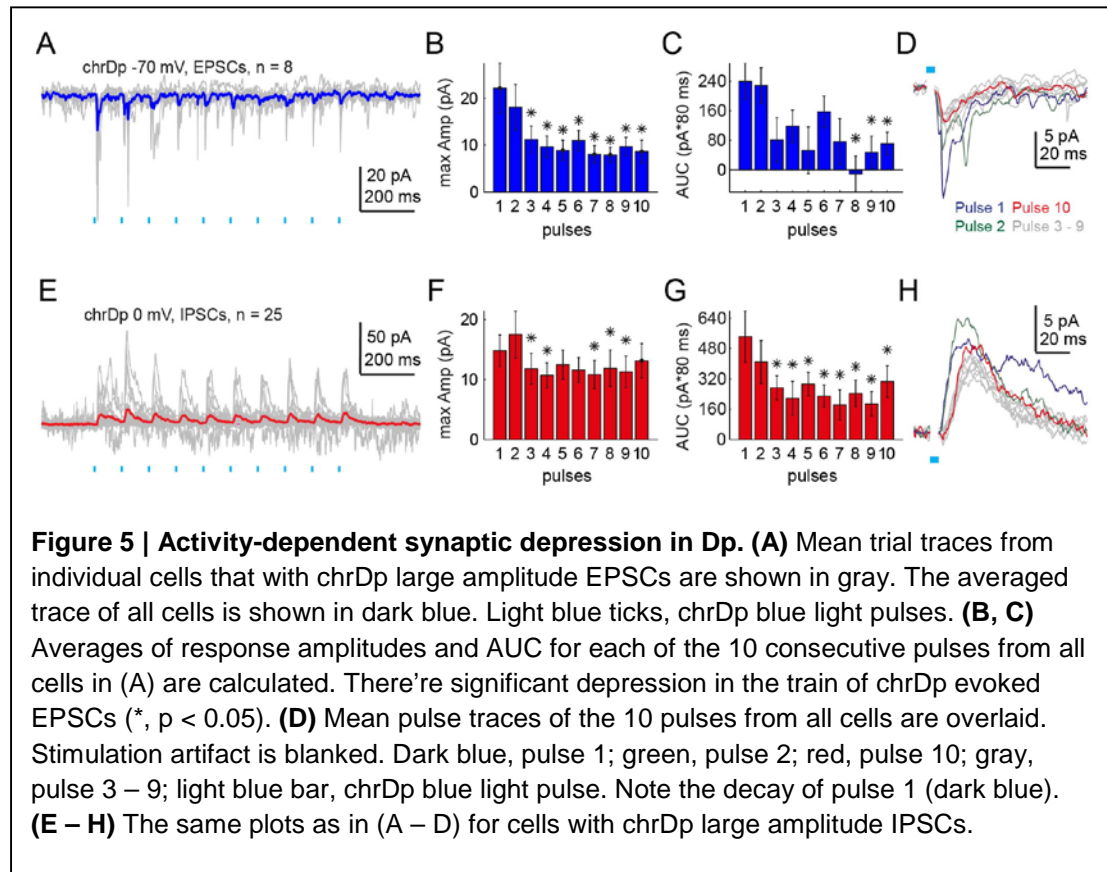 A
chrDp -70 mV, EPSCs, n = 8
20 pA
200 ms
B
max Amp (pA)
20
10
0
* * * * * * * *
1 2 3 4 5 6 7 8 9 10
pulses
C
AUC (pA*80 ms)
240
160
80
0
* * *
1 2 3 4 5 6 7 8 9 10
pulses
D
5 pA
20 ms
Pulse 1 Pulse 10
Pulse 2 Pulse 3 - 9
E
chrDp 0 mV, IPSCs, n = 25
50 pA
200 ms
F
max Amp (pA)
20
10
0
* * * * *
1 2 3 4 5 6 7 8 9 10
pulses
G
AUC (pA*80 ms)
640
480
320
160
0
* * * * * * * *
1 2 3 4 5 6 7 8 9 10
pulses
H
5 pA
20 ms
Figure 5 | Activity-dependent synaptic depression in Dp. (A) Mean trial traces from
individual cells that with chrDp large amplitude EPSCs are shown in gray. The averaged
trace of all cells is shown in dark blue. Light blue ticks, chrDp blue light pulses. (B, C)
Averages of response amplitudes and AUC for each of the 10 consecutive pulses from all
cells in (A) are calculated. There're significant depression in the train of chrDp evoked
EPSCs (*, p < 0.05). (D) Mean pulse traces of the 10 pulses from all cells are overlaid.
Stimulation artifact is blanked. Dark blue, pulse 1; green, pulse 2; red, pulse 10; gray,
pulse 3 – 9; light blue bar, chrDp blue light pulse. Note the decay of pulse 1 (dark blue).
(E – H) The same plots as in (A – D) for cells with chrDp large amplitude IPSCs.